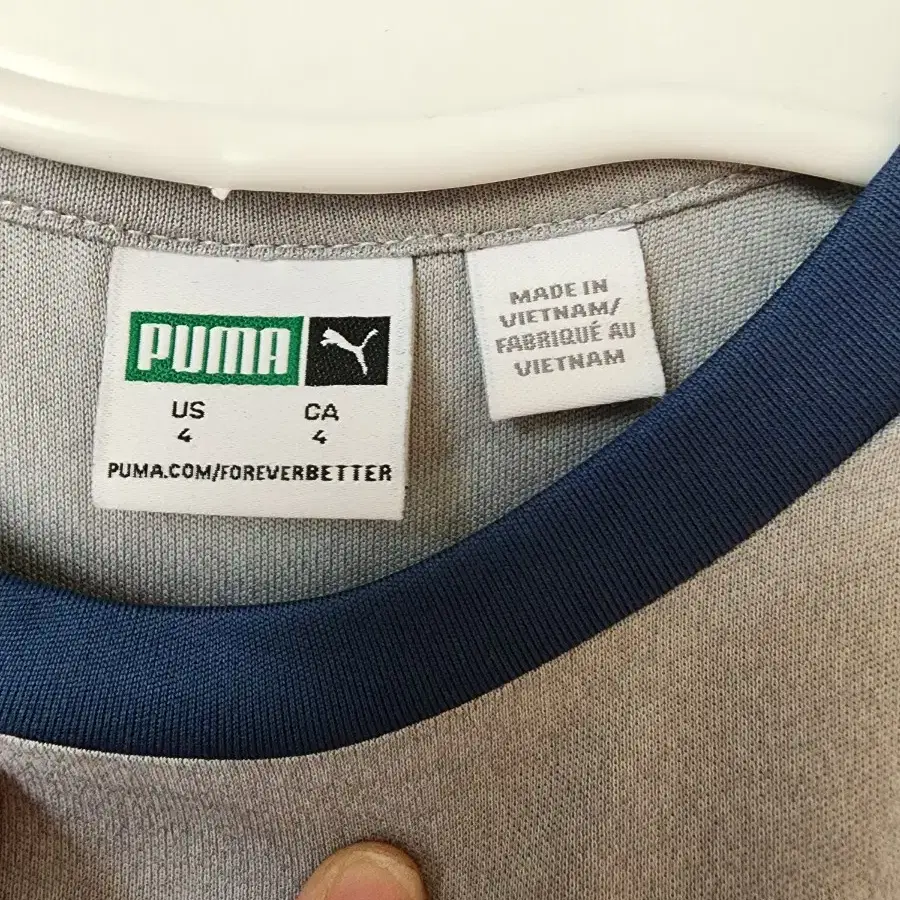 PUMA
US CA
4 4
PUMA.COM/FOREVERBETTER
MADE IN
VIETNAM/
FABRIQUÉ AU
VIETNAM